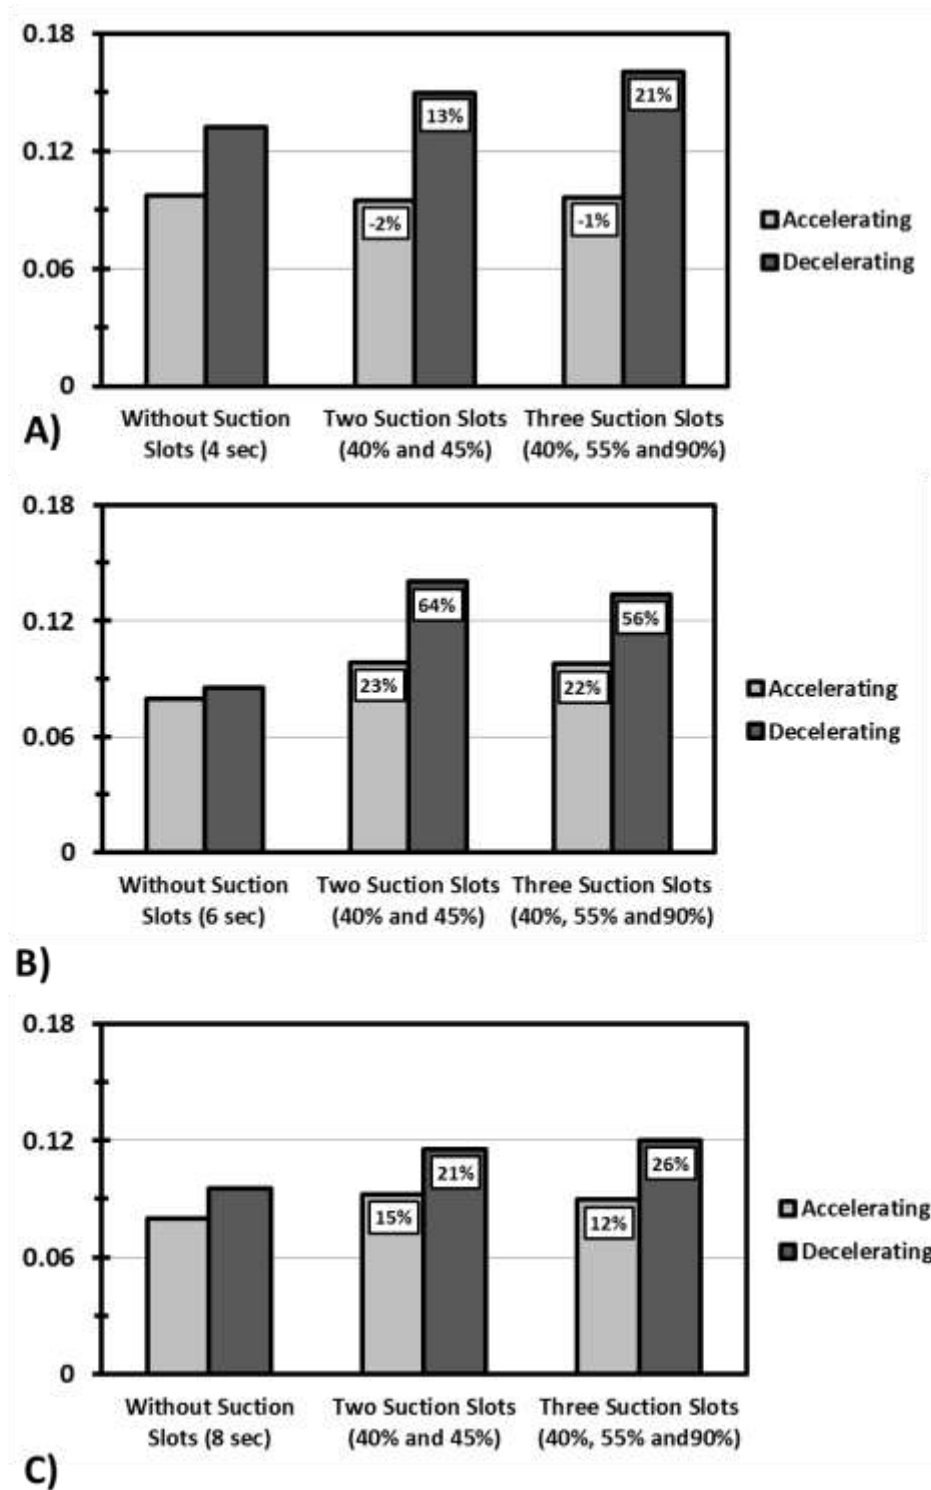 0.18
0.12
0.06
0
13%
21%
-2%
-1%
Accelerating
Decelerating
Without Suction Slots (4 sec)
Two Suction Slots (40% and 45%)
Three Suction Slots (40%, 55% and90%)
A)
0.18
0.12
0.06
0
64%
56%
23%
22%
Accelerating
Decelerating
Without Suction Slots (6 sec)
Two Suction Slots (40% and 45%)
Three Suction Slots (40%, 55% and90%)
B)
0.18
0.12
0.06
0
21%
26%
15%
12%
Accelerating
Decelerating
Without Suction Slots (8 sec)
Two Suction Slots (40% and 45%)
Three Suction Slots (40%, 55% and90%)
C)